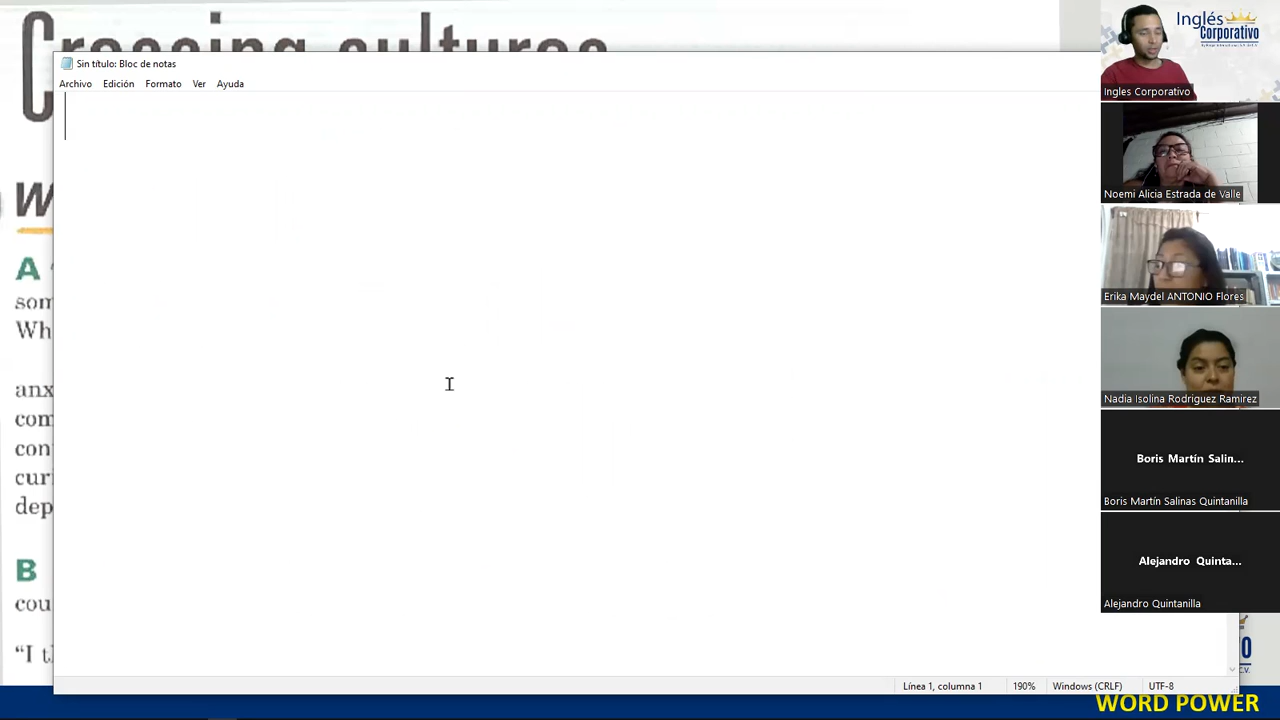 Crossing cultures
Sin título: Bloc de notas
Archivo Edición Formato Ver Ayuda
W
A
som
Wh
anx
com
con
curi
dep
B
cou
“I th
Línea 1, columna 1 190% Windows (CRLF) UTF-8
WORD POWER
Inglés
Corporativo
Ingles Corporativo
Noemi Alicia Estrada de Valle
Erika Maydel ANTONIO Flores
Nadia Isolina Rodriguez Ramirez
Boris Martín Salin...
Boris Martín Salinas Quintanilla
Alejandro Quinta...
Alejandro Quintanilla